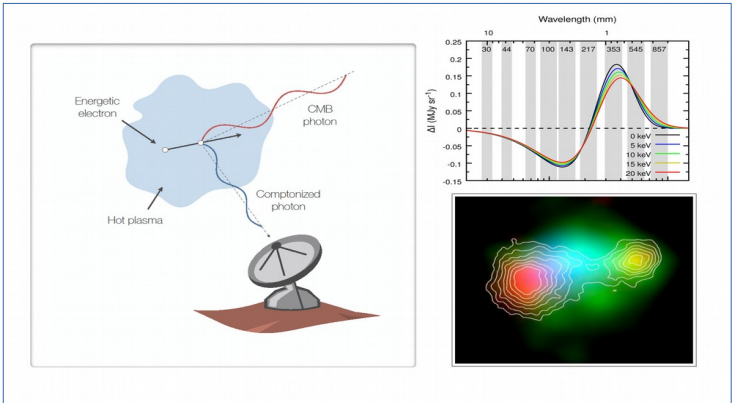 Energetic
electron
CMB
photon
Comptonized
photon
Hot plasma
Wavelength (mm)
10 1
30 44 70 100 143 217 353 545 857
ΔI (MJy sr⁻¹)
0.25
0.2
0.15
0.1
0.05
0
-0.05
-0.1
-0.15
0 keV
5 keV
10 keV
15 keV
20 keV